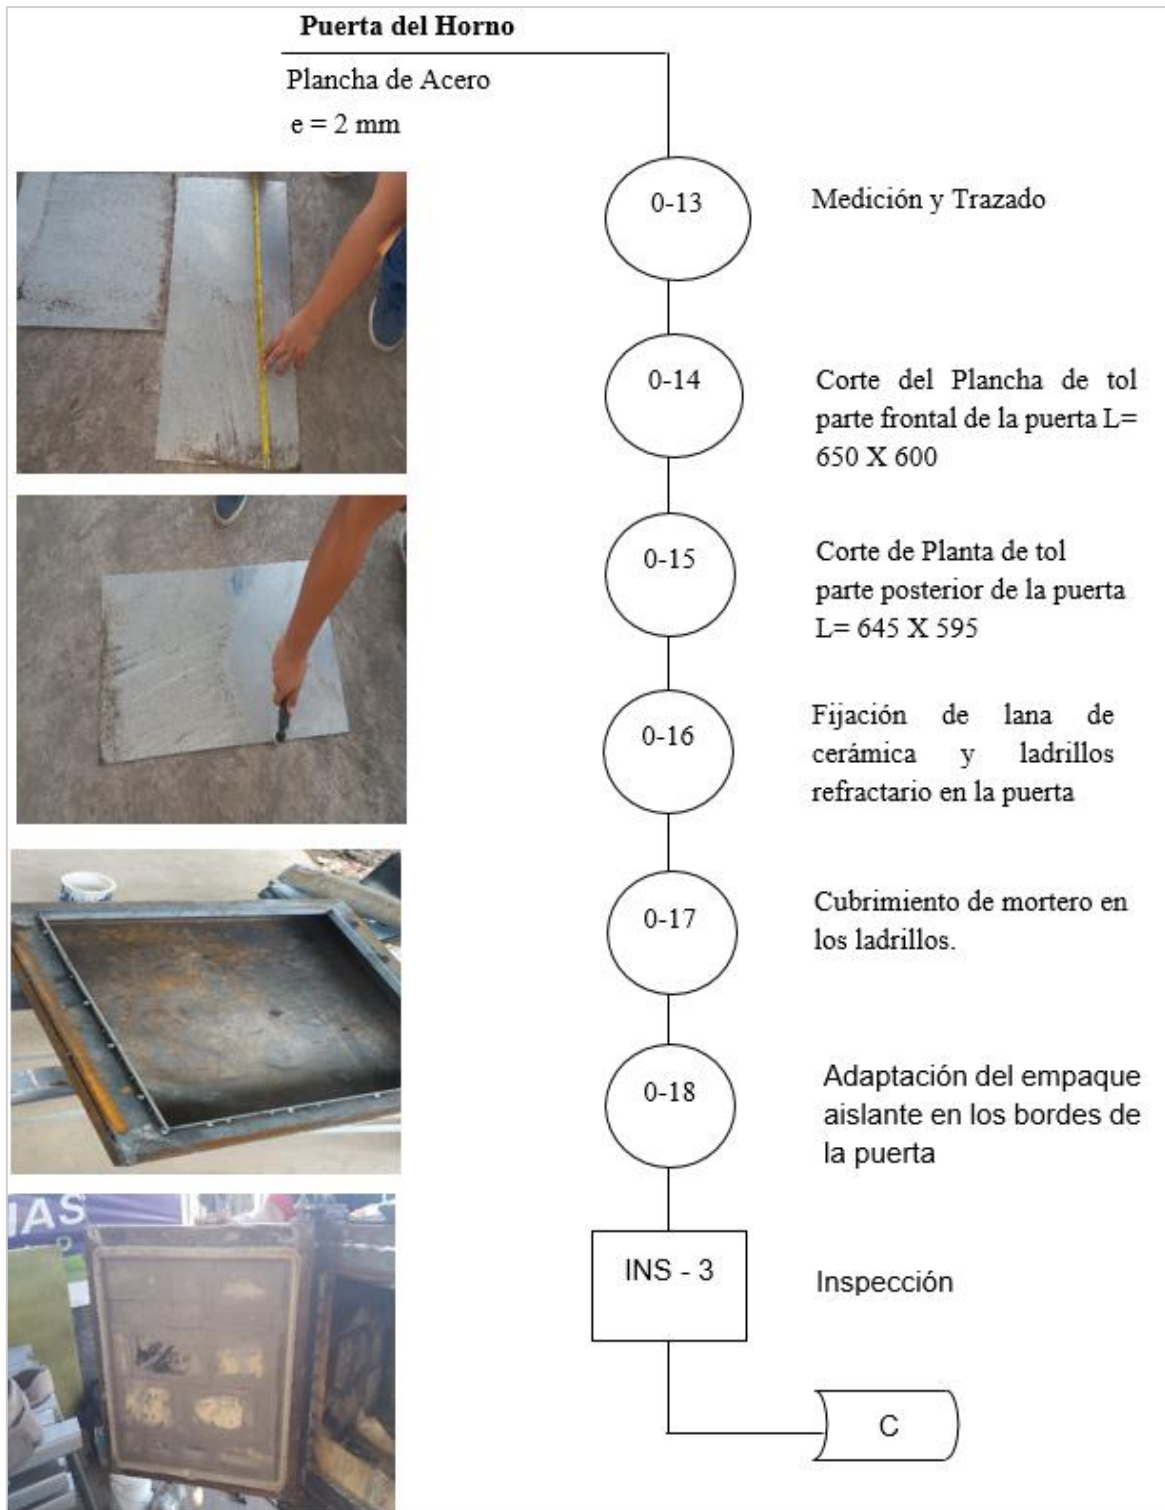 Puerta del Horno
Plancha de Acero
e = 2 mm
0-13
Medición y Trazado
0-14
Corte del Plancha de tol
parte frontal de la puerta L=
650 X 600
0-15
Corte de Planta de tol
parte posterior de la puerta
L= 645 X 595
0-16
Fijación de lana de
cerámica y ladrillos
refractario en la puerta
0-17
Cubrimiento de mortero en
los ladrillos.
0-18
Adaptación del empaque
aislante en los bordes de
la puerta
INS - 3
Inspección
C